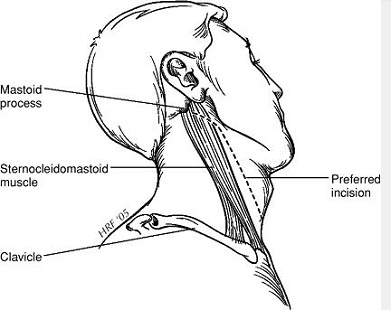 Mastoid
process
Sternocleidomastoid
muscle
Preferred
incision
HRF '05
Clavicle